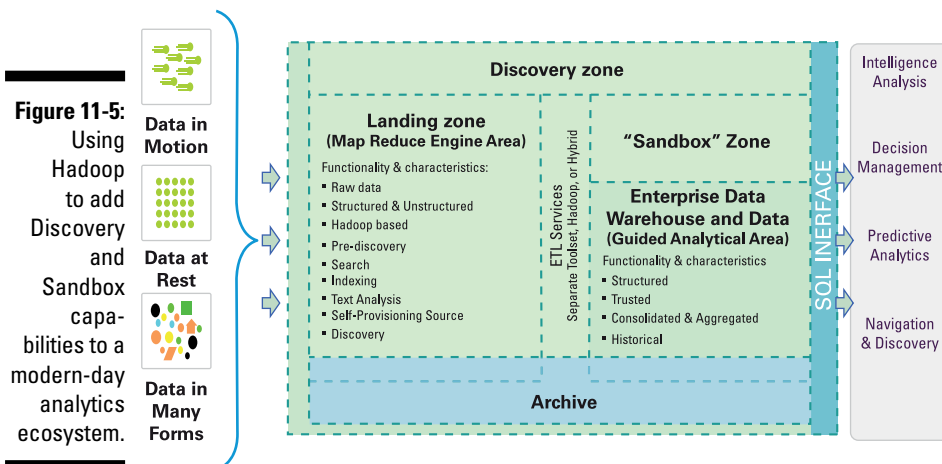 Figure 11-5:
Using
Hadoop
to add
Discovery
and
Sandbox
capa-
bilities to a
modern-day
analytics
ecosystem.
Data in
Motion
Data at
Rest
Data in
Many
Forms
Discovery zone
Landing zone
(Map Reduce Engine Area)
Functionality & characteristics:
▪ Raw data
▪ Structured & Unstructured
▪ Hadoop based
▪ Pre-discovery
▪ Search
▪ Indexing
▪ Text Analysis
▪ Self-Provisioning Source
▪ Discovery
ETL Services
Separate Toolset, Hadoop, or Hybrid
“Sandbox” Zone
Enterprise Data
Warehouse and Data
(Guided Analytical Area)
Functionality & characteristics
▪ Structured
▪ Trusted
▪ Consolidated & Aggregated
▪ Historical
Archive
SQL INERFACE
Intelligence
Analysis
Decision
Management
Predictive
Analytics
Navigation
& Discovery